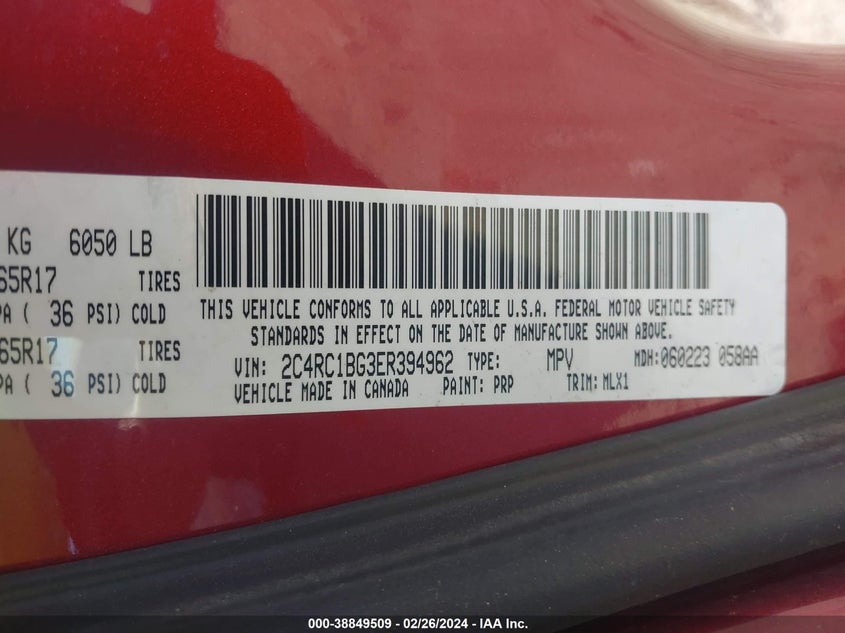 KG 6050 LB
65R17 TIRES
PA ( 36 PSI) COLD
65R17 TIRES
PA ( 36 PSI) COLD
THIS VEHICLE CONFORMS TO ALL APPLICABLE U.S.A. FEDERAL MOTOR VEHICLE SAFETY
STANDARDS IN EFFECT ON THE DATE OF MANUFACTURE SHOWN ABOVE.
VIN: 2C4RC1BG3ER394962 TYPE: MPV MDH:060223 058AA
VEHICLE MADE IN CANADA PAINT: PRP TRIM: MLX1
000-38849509 - 02/26/2024 - IAA Inc.